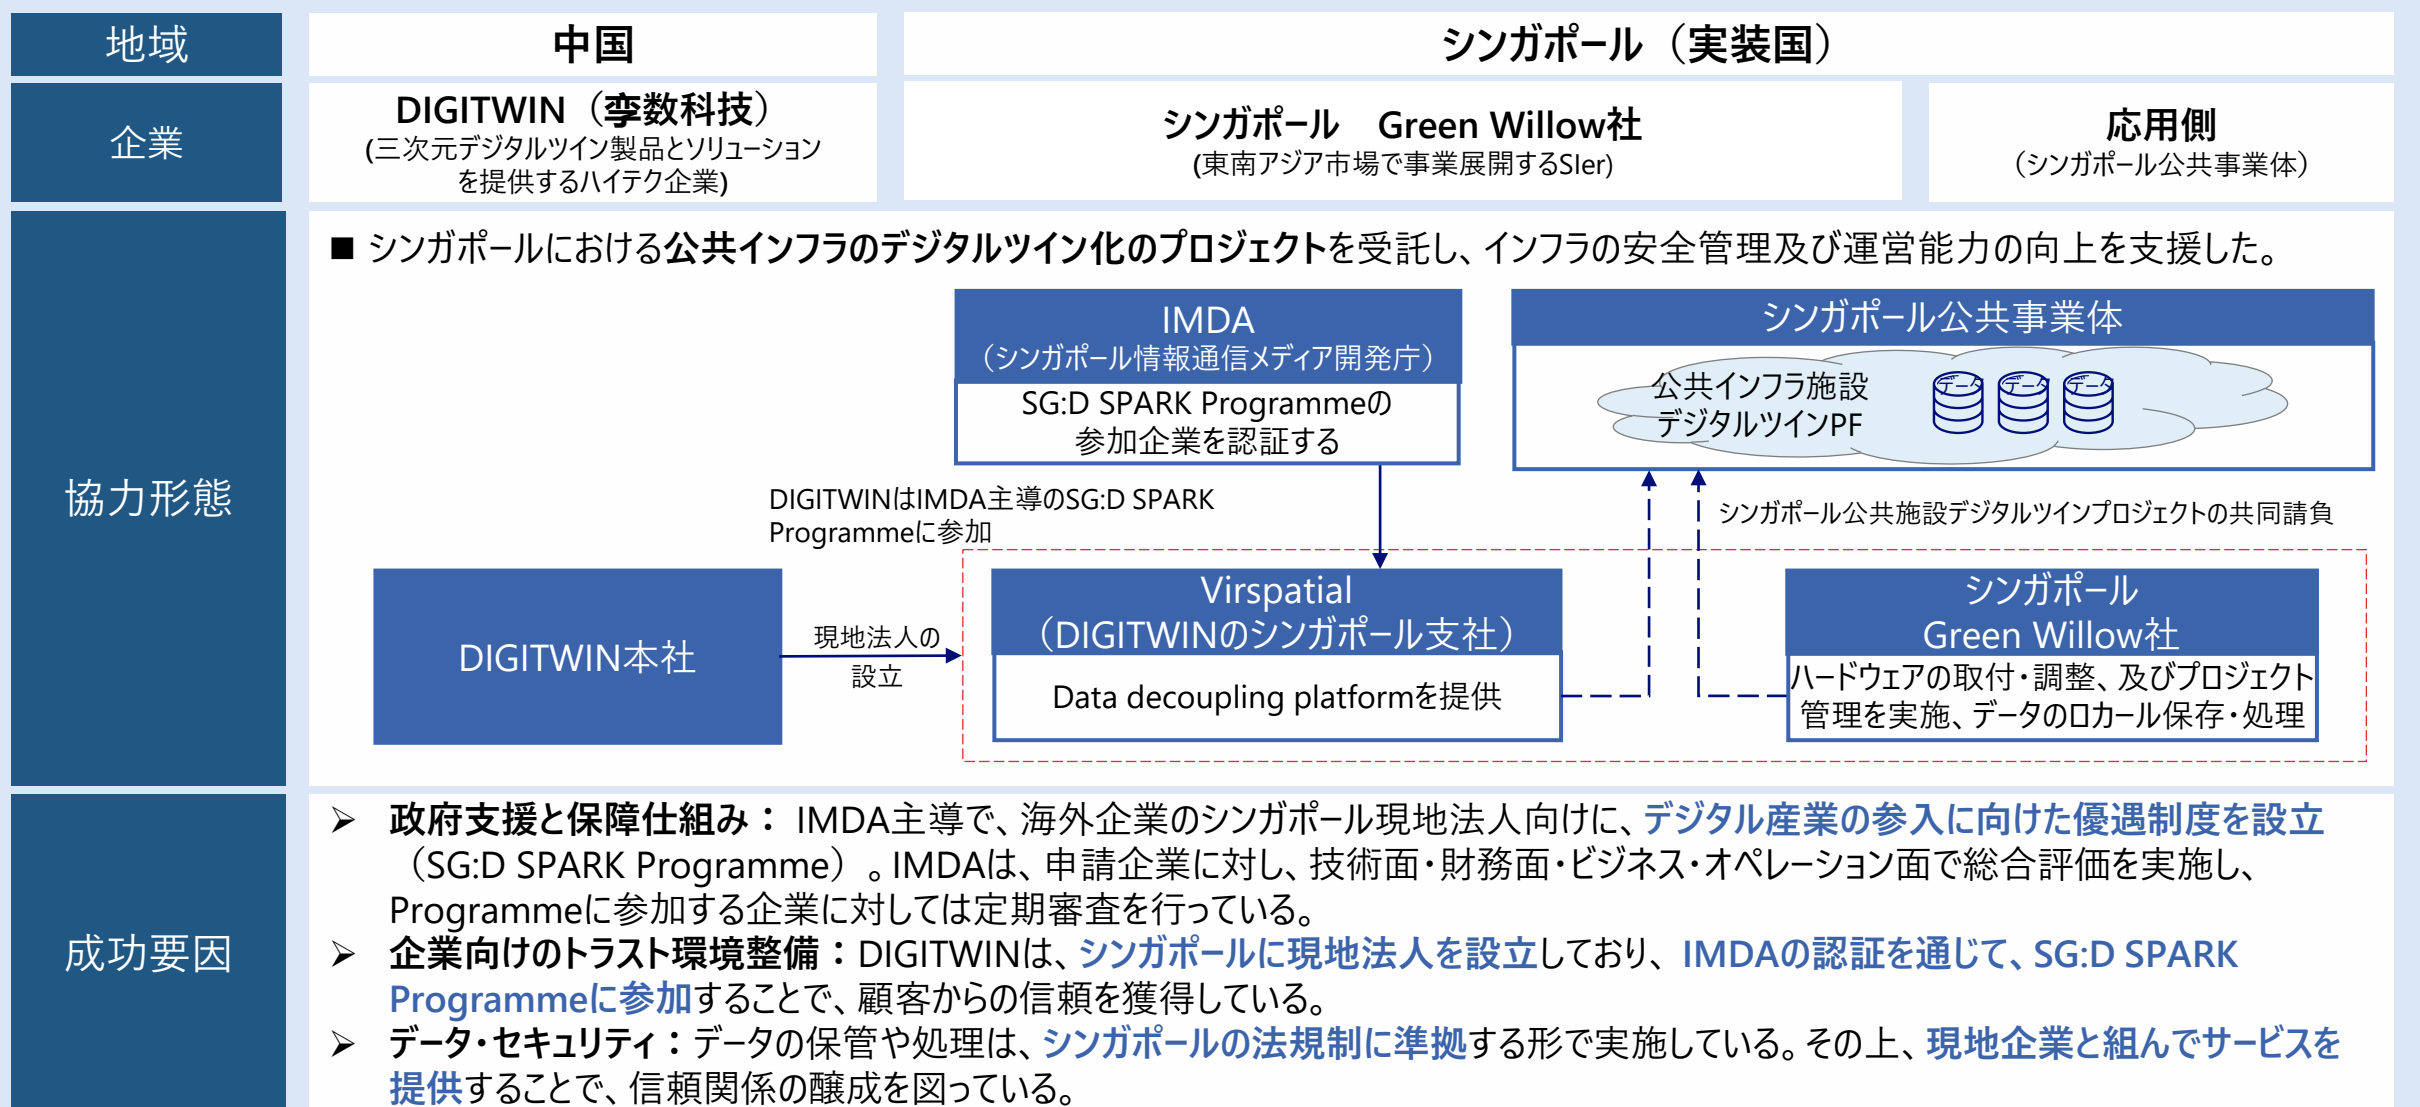 地域
中国
シンガポール（実装国）
企業
DIGITWIN（孪数科技）
(三次元デジタルツイン製品とソリューション
を提供するハイテク企業)
シンガポール　Green Willow社
(東南アジア市場で事業展開するSIer)
応用側
（シンガポール公共事業体）
協力形態
■ シンガポールにおける公共インフラのデジタルツイン化のプロジェクトを受託し、インフラの安全管理及び運営能力の向上を支援した。
IMDA
（シンガポール情報通信メディア開発庁）
SG:D SPARK Programmeの
参加企業を認証する
シンガポール公共事業体
公共インフラ施設
デジタルツインPF
データ データ データ
DIGITWINはIMDA主導のSG:D SPARK
Programmeに参加
シンガポール公共施設デジタルツインプロジェクトの共同請負
DIGITWIN本社
現地法人の
設立
Virspatial
（DIGITWINのシンガポール支社）
Data decoupling platformを提供
シンガポール
Green Willow社
ハードウェアの取付・調整、及びプロジェクト
管理を実施、データのロカール保存・処理
成功要因
➢ 政府支援と保障仕組み： IMDA主導で、海外企業のシンガポール現地法人向けに、デジタル産業の参入に向けた優遇制度を設立
（SG:D SPARK Programme）。IMDAは、申請企業に対し、技術面・財務面・ビジネス・オペレーション面で総合評価を実施し、
Programmeに参加する企業に対しては定期審査を行っている。
➢ 企業向けのトラスト環境整備：DIGITWINは、シンガポールに現地法人を設立しており、IMDAの認証を通じて、SG:D SPARK
Programmeに参加することで、顧客からの信頼を獲得している。
➢ データ・セキュリティ：データの保管や処理は、シンガポールの法規制に準拠する形で実施している。その上、現地企業と組んでサービスを
提供することで、信頼関係の醸成を図っている。